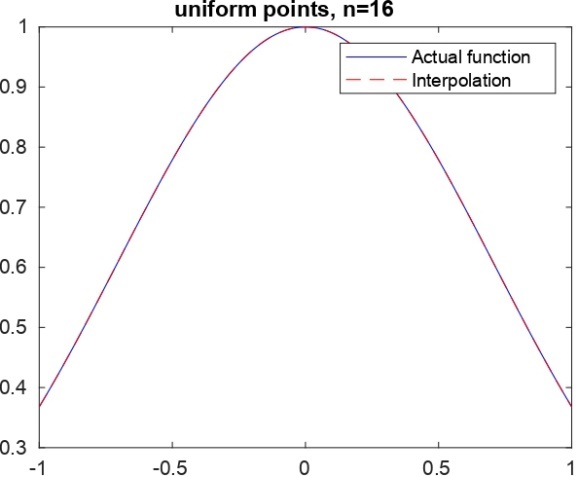 uniform points, n=16
1
Actual function
Interpolation
0.9
0.8
0.7
0.6
0.5
0.4
0.3
-1 -0.5 0 0.5 1